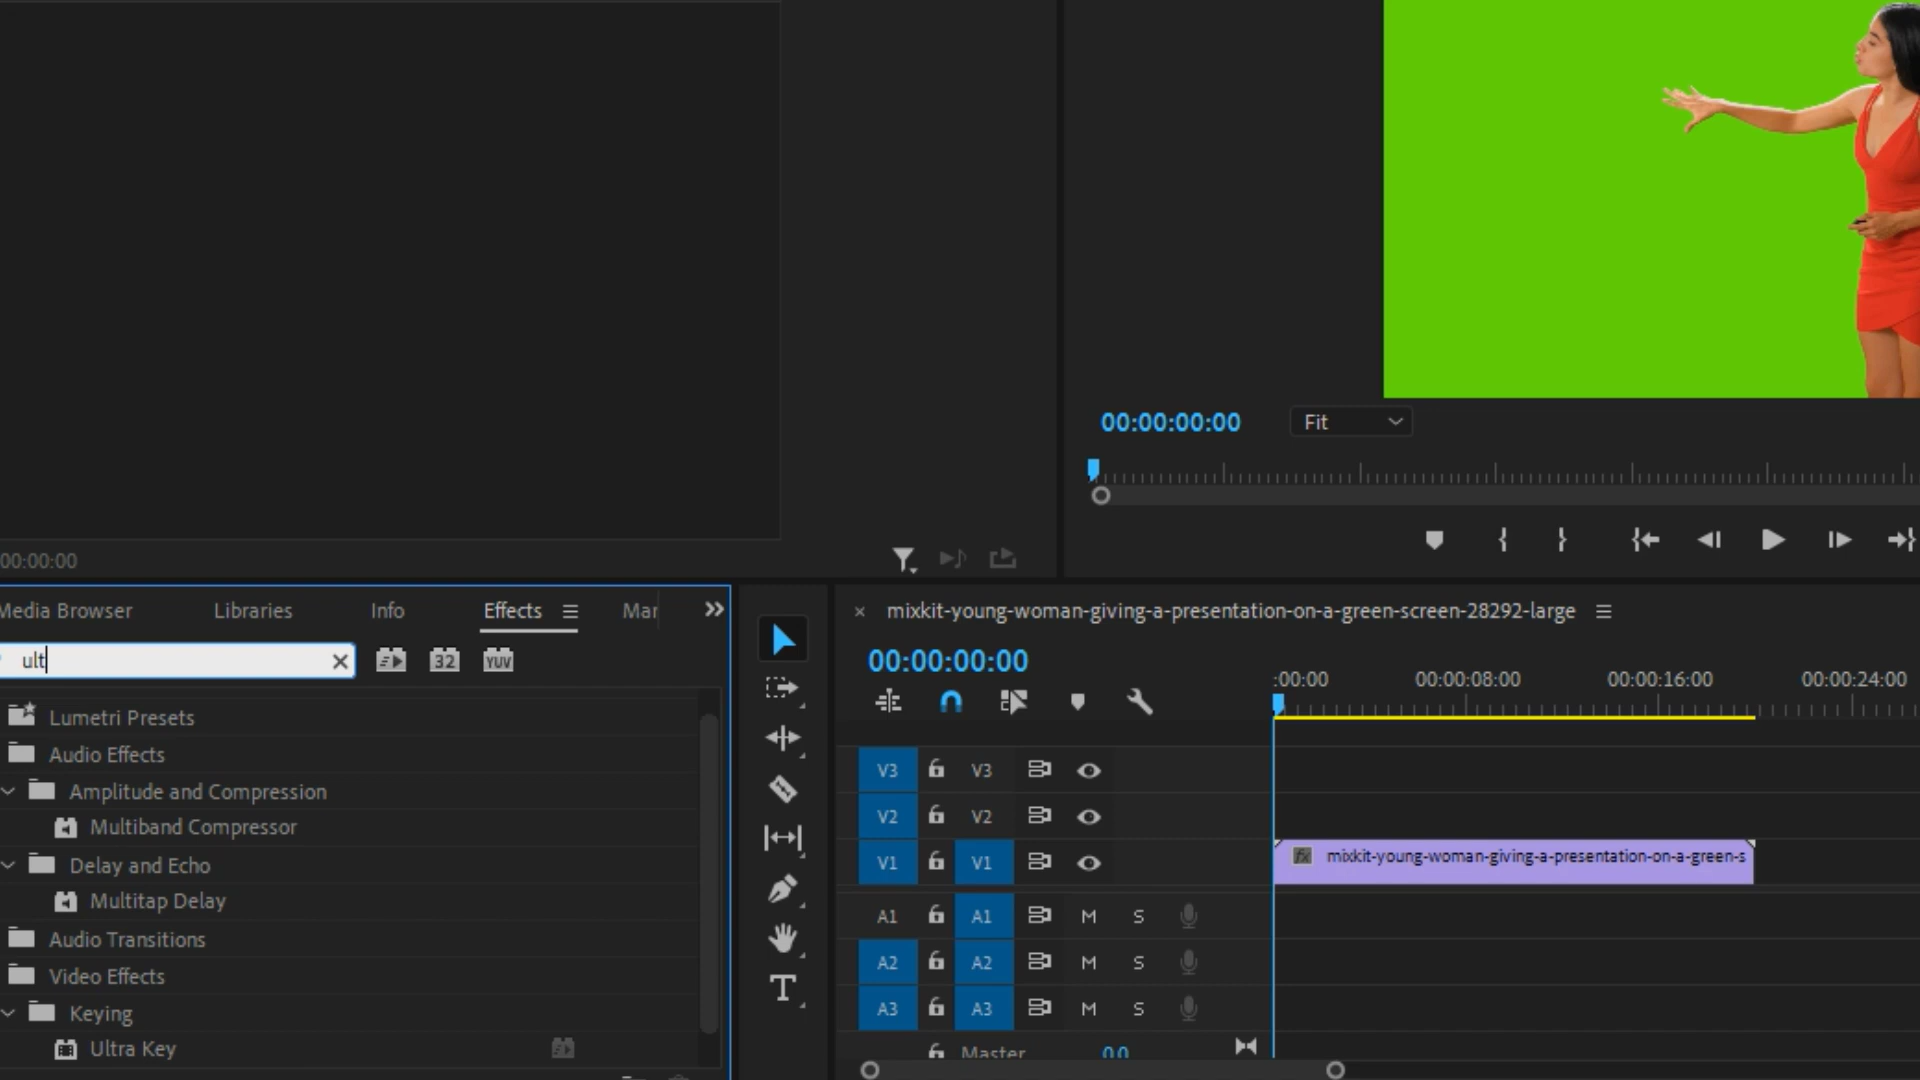 00:00:00:00
Fit
00:00:00
Media Browser
Libraries
Info
Effects
Mar
ult
32
YUV
Lumetri Presets
Audio Effects
Amplitude and Compression
Multiband Compressor
Delay and Echo
Multitap Delay
Audio Transitions
Video Effects
Keying
Ultra Key
T
mixkit-young-woman-giving-a-presentation-on-a-green-screen-28292-large
00:00:00:00
:00:00
00:00:08:00
00:00:16:00
00:00:24:00
V3 V3
V2 V2
V1 V1
fx mixkit-young-woman-giving-a-presentation-on-a-green-s
A1 A1 M S
A2 A2 M S
A3 A3 M S
Master 0.0